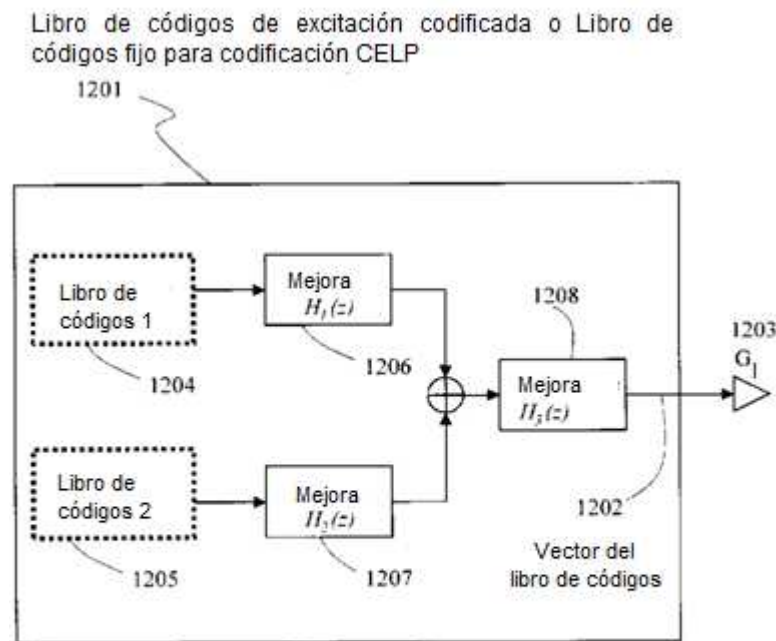 Libro de códigos de excitación codificada o Libro de
códigos fijo para codificación CELP
1201
Libro de
códigos 1
1204
Mejora
H₁(z)
1206
1208
Mejora
H₃(z)
1203
G₁
1202
Libro de
códigos 2
1205
Mejora
H₂(z)
1207
Vector del
libro de códigos